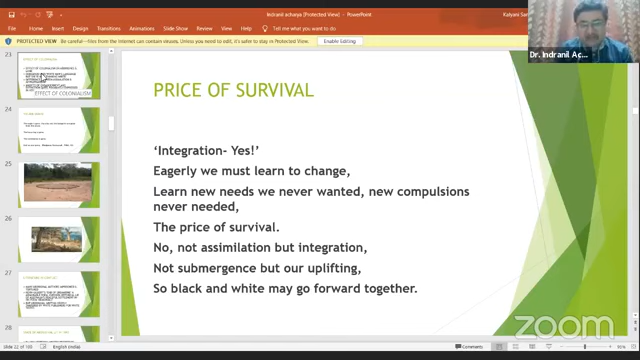 Indranil acharya [Protected View] - PowerPoint
File Home Insert Design Transitions Animations Slide Show Review View Help Tell me what you want to do
PROTECTED VIEW Be careful—files from the Internet can contain viruses. Unless you need to edit, it's safer to stay in Protected View. Enable Editing
Dr. Indranil Ac...
23
EFFECT OF COLONIALISM
24
25
26
27
28
PRICE OF SURVIVAL
‘Integration- Yes!’
Eagerly we must learn to change,
Learn new needs we never wanted, new compulsions
never needed,
The price of survival.
No, not assimilation but integration,
Not submergence but our uplifting,
So black and white may go forward together.
zoom
Slide 22 of 100 English (India) Comments